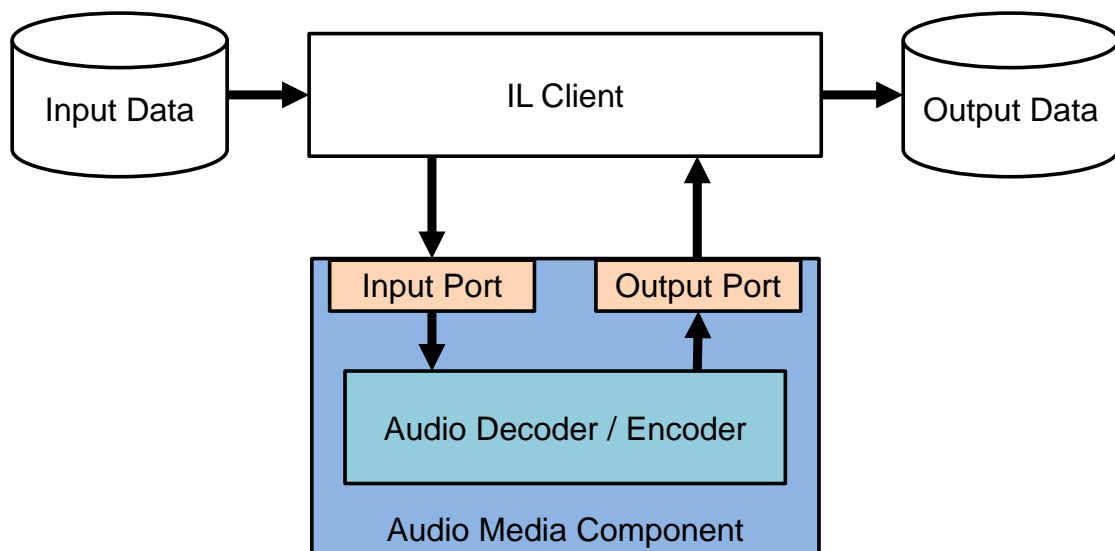 Input Data
IL Client
Output Data
Input Port
Output Port
Audio Decoder / Encoder
Audio Media Component